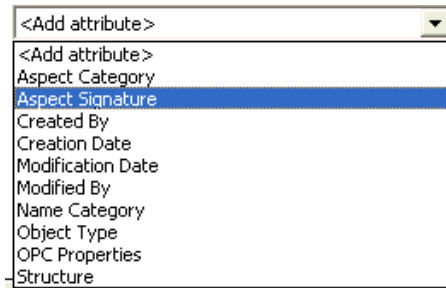 <Add attribute>
<Add attribute>
Aspect Category
Aspect Signature
Created By
Creation Date
Modification Date
Modified By
Name Category
Object Type
OPC Properties
Structure